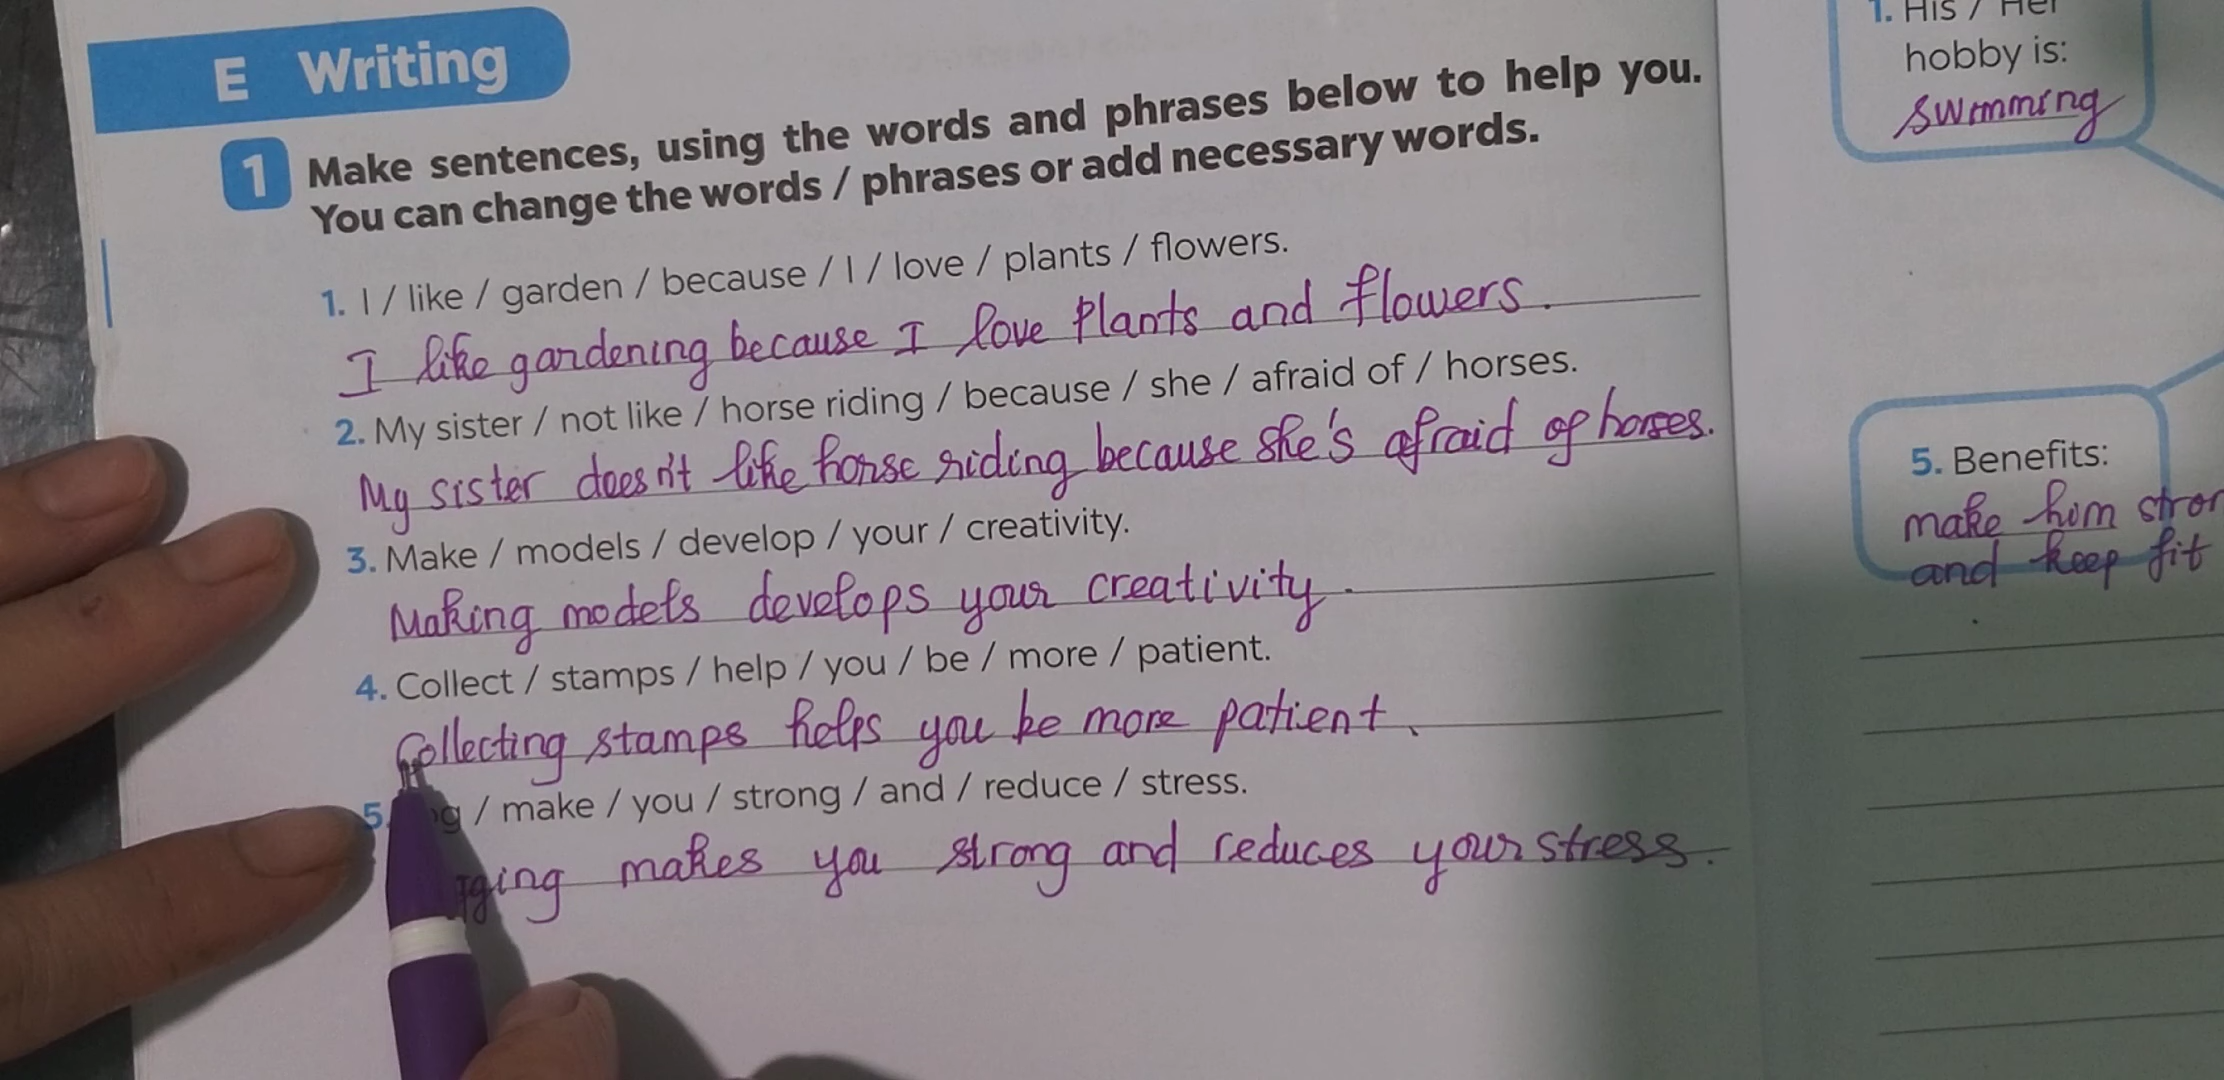 E Writing
1 Make sentences, using the words and phrases below to help you.
You can change the words / phrases or add necessary words.
1. I / like / garden / because / I / love / plants / flowers.
I like gardening because I love plants and flowers.
2. My sister / not like / horse riding / because / she / afraid of / horses.
My sister doesn't like horse riding because she's afraid of horses.
3. Make / models / develop / your / creativity.
Making models develops your creativity.
4. Collect / stamps / help / you / be / more / patient.
Collecting stamps helps you be more patient.
5. / make / you / strong / and / reduce / stress.
makes you strong and reduces your stress.
1. His / Her
hobby is:
swimming
5. Benefits:
make him
and keep fit